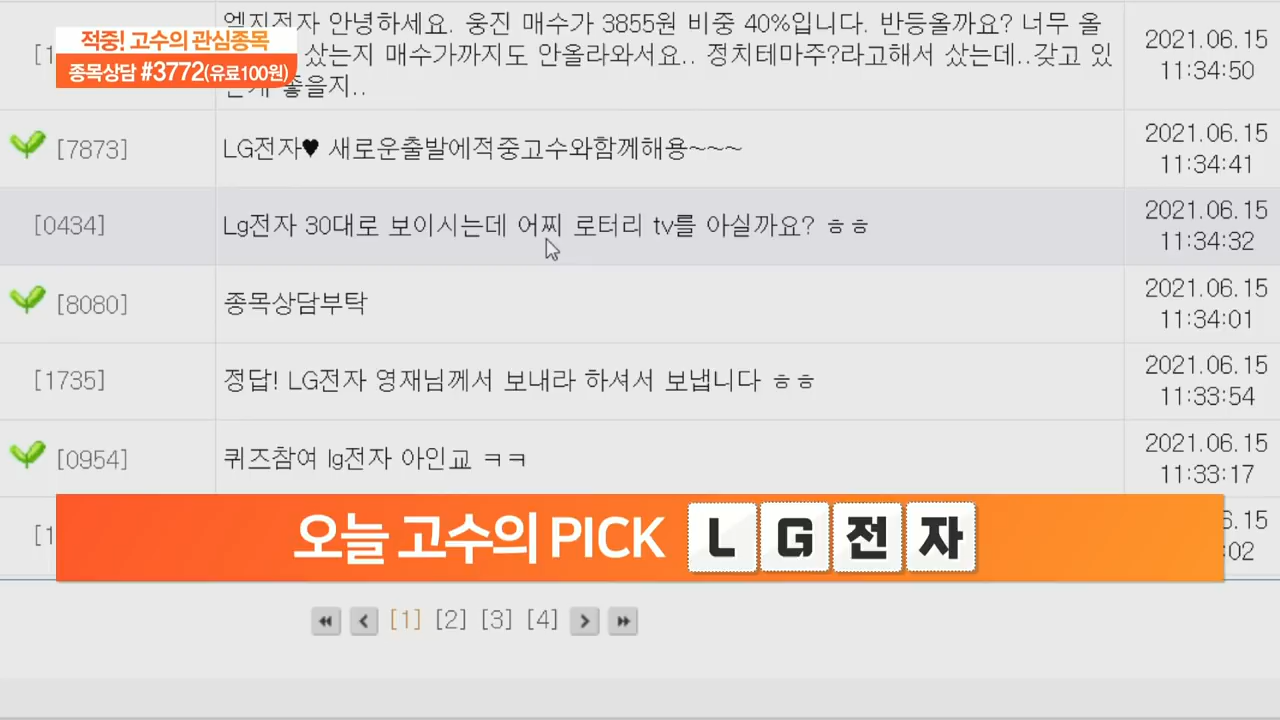 적중! 고수의 관심종목
종목상담 #3772(유료100원)
엘지전자 안녕하세요. 웅진 매수가 3855원 비중 40%입니다. 반등올까요? 너무 올
[1
샀는지 매수가까지도 안올라와서요.. 정치테마주?라고해서 샀는데..갖고 있
좋을지..
2021.06.15
11:34:50
[7873]
LG전자♥ 새로운출발에적중고수와함께해용~~~
2021.06.15
11:34:41
[0434]
Lg전자 30대로 보이시는데 어찌 로터리 tv를 아실까요? ㅎㅎ
2021.06.15
11:34:32
[8080]
종목상담부탁
2021.06.15
11:34:01
[1735]
정답! LG전자 영재님께서 보내라 하셔서 보냅니다 ㅎㅎ
2021.06.15
11:33:54
[0954]
퀴즈참여 lg전자 아인교 ㅋㅋ
2021.06.15
11:33:17
[1
오늘 고수의 PICK LG전자
6.15
:02
[1] [2] [3] [4]